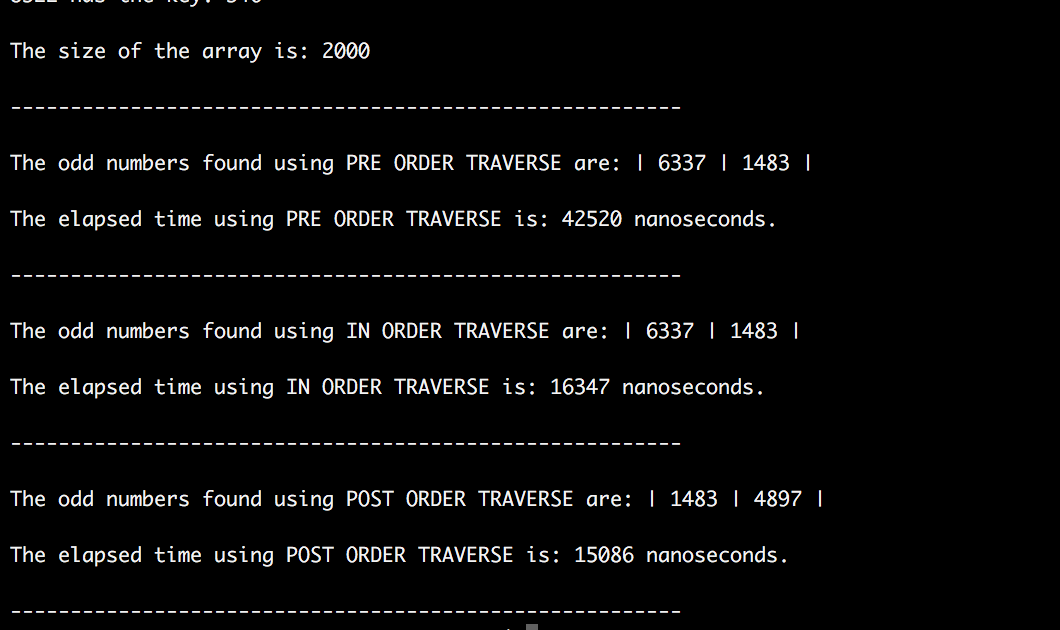 has the key:
The size of the array is: 2000
--------------------------------------------------------
The odd numbers found using PRE ORDER TRAVERSE are: | 6337 | 1483 |
The elapsed time using PRE ORDER TRAVERSE is: 42520 nanoseconds.
--------------------------------------------------------
The odd numbers found using IN ORDER TRAVERSE are: | 6337 | 1483 |
The elapsed time using IN ORDER TRAVERSE is: 16347 nanoseconds.
--------------------------------------------------------
The odd numbers found using POST ORDER TRAVERSE are: | 1483 | 4897 |
The elapsed time using POST ORDER TRAVERSE is: 15086 nanoseconds.
--------------------------------------------------------